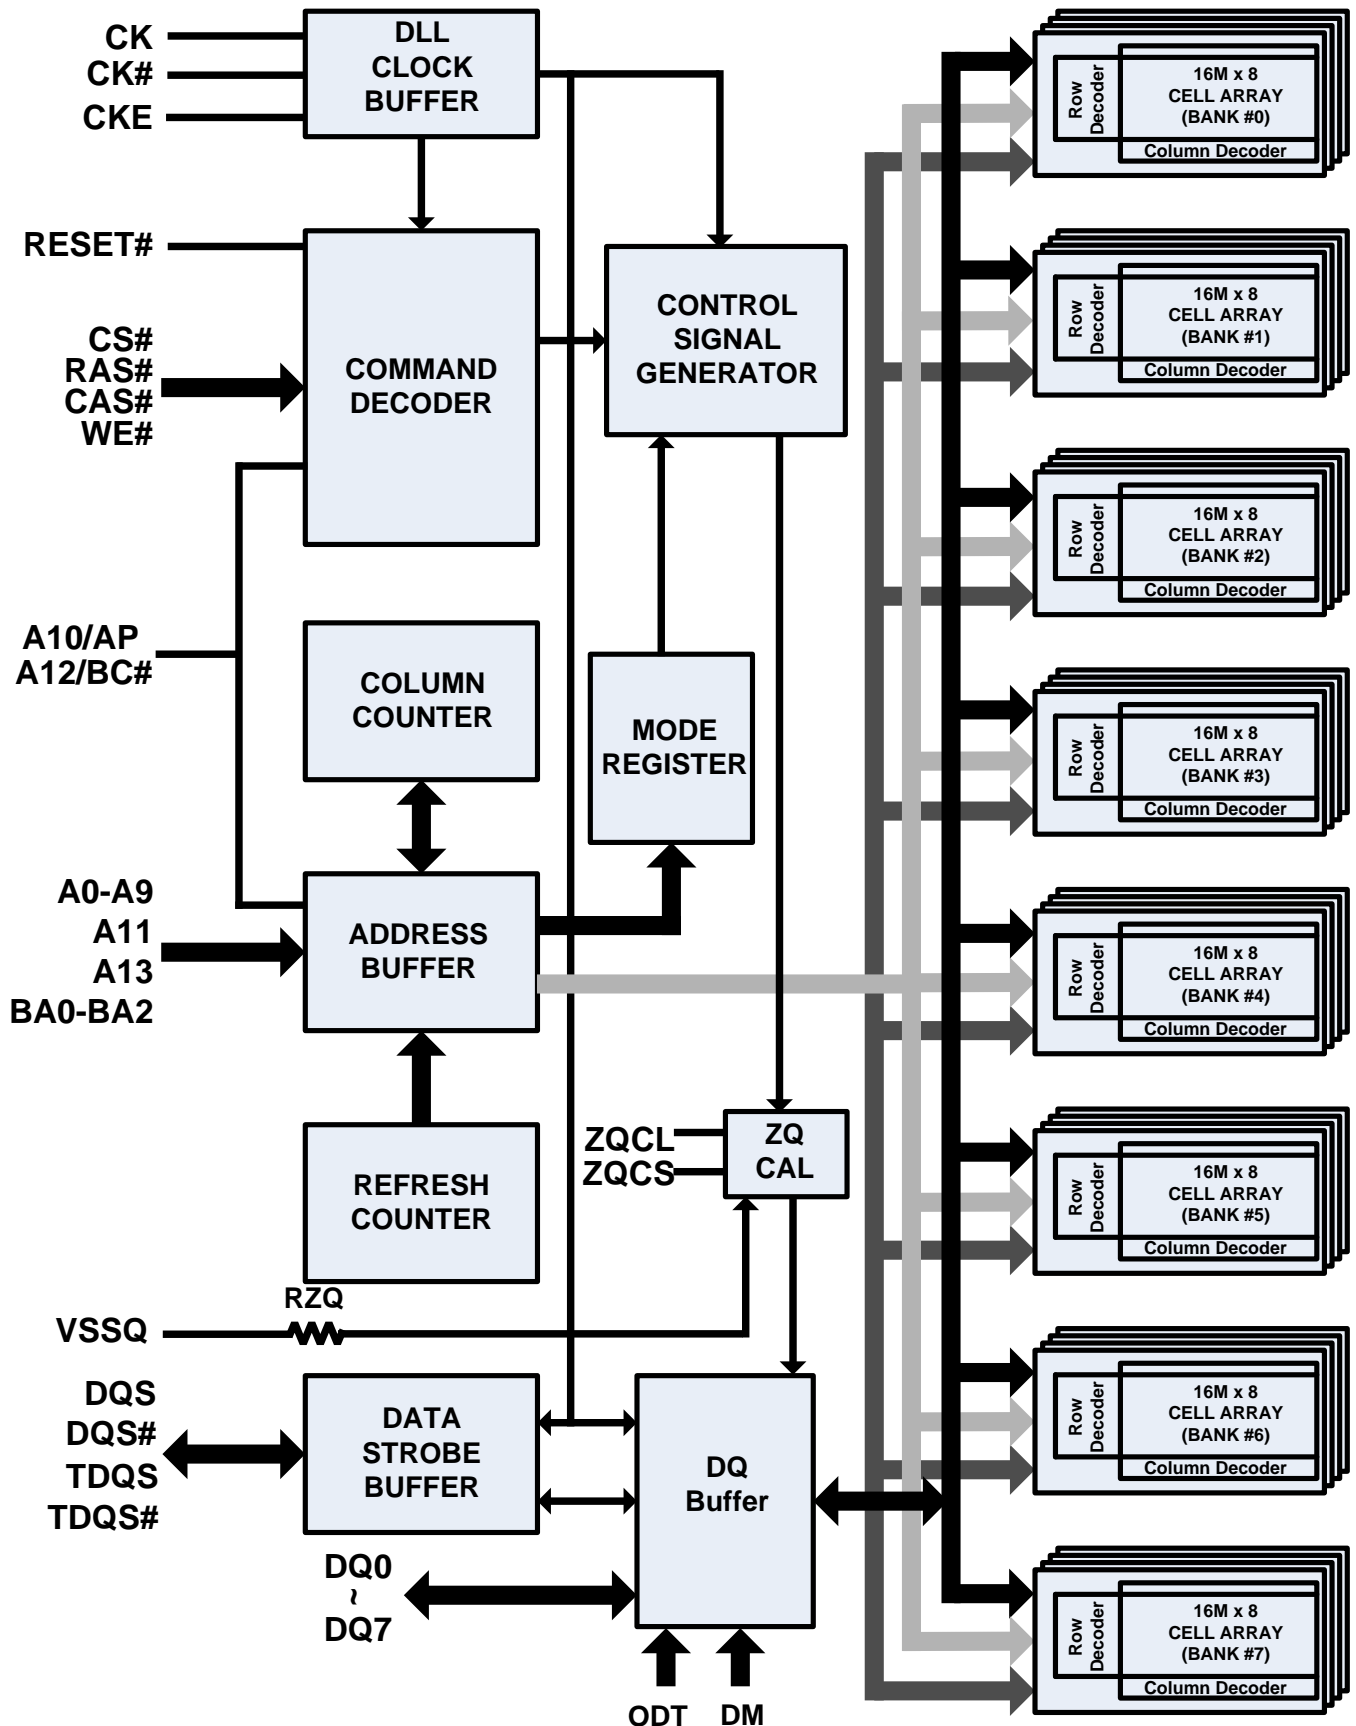 CK
CK#
CKE
DLL
CLOCK
BUFFER
RESET#
CS#
RAS#
CAS#
WE#
COMMAND
DECODER
CONTROL
SIGNAL
GENERATOR
A10/AP
A12/BC#
COLUMN
COUNTER
MODE
REGISTER
A0-A9
A11
A13
BA0-BA2
ADDRESS
BUFFER
REFRESH
COUNTER
ZQCL
ZQCS
ZQ
CAL
RZQ
VSSQ
DQS
DQS#
TDQS
TDQS#
DATA
STROBE
BUFFER
DQ
Buffer
DQ0
~
DQ7
ODT
DM
Row
Decoder
16M x 8
CELL ARRAY
(BANK #0)
Column Decoder
Row
Decoder
16M x 8
CELL ARRAY
(BANK #1)
Column Decoder
Row
Decoder
16M x 8
CELL ARRAY
(BANK #2)
Column Decoder
Row
Decoder
16M x 8
CELL ARRAY
(BANK #3)
Column Decoder
Row
Decoder
16M x 8
CELL ARRAY
(BANK #4)
Column Decoder
Row
Decoder
16M x 8
CELL ARRAY
(BANK #5)
Column Decoder
Row
Decoder
16M x 8
CELL ARRAY
(BANK #6)
Column Decoder
Row
Decoder
16M x 8
CELL ARRAY
(BANK #7)
Column Decoder